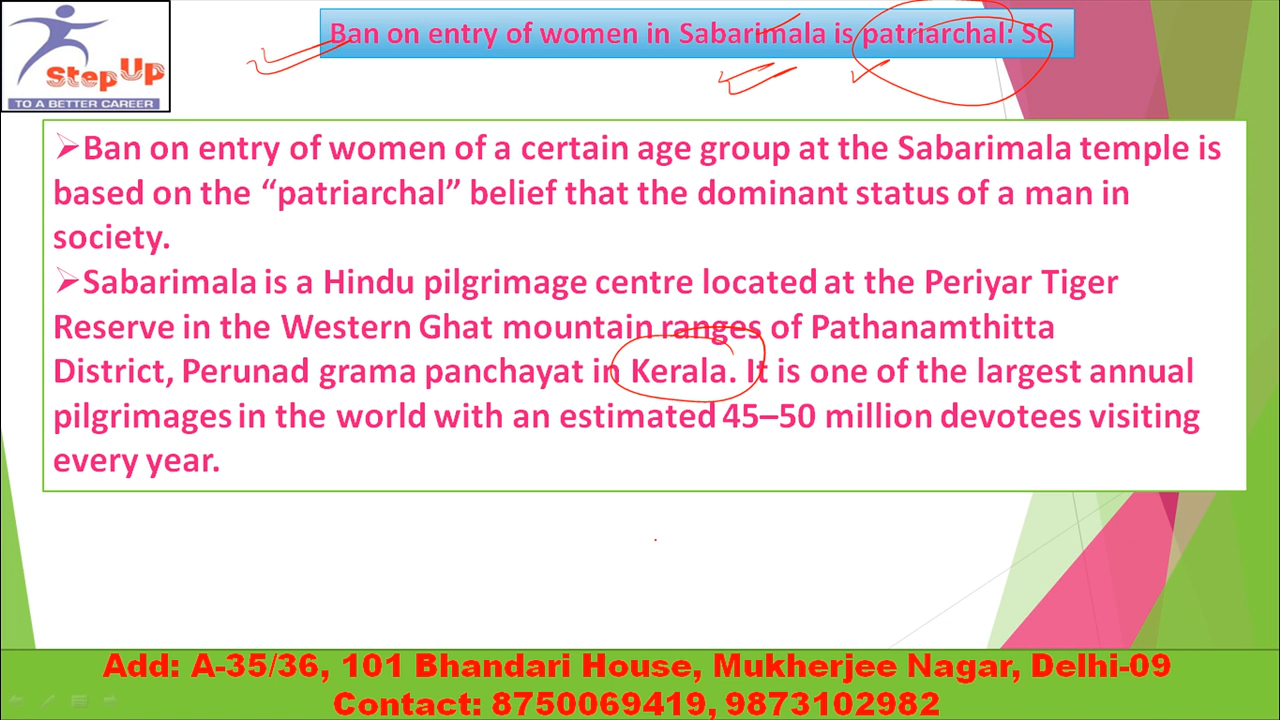 Ban on entry of women in Sabarimala is patriarchal: SC
StepUp
TO A BETTER CAREER
➢Ban on entry of women of a certain age group at the Sabarimala temple is
based on the “patriarchal” belief that the dominant status of a man in
society.
➢Sabarimala is a Hindu pilgrimage centre located at the Periyar Tiger
Reserve in the Western Ghat mountain ranges of Pathanamthitta
District, Perunad grama panchayat in Kerala. It is one of the largest annual
pilgrimages in the world with an estimated 45–50 million devotees visiting
every year.
Add: A-35/36, 101 Bhandari House, Mukherjee Nagar, Delhi-09
Contact: 8750069419, 9873102982